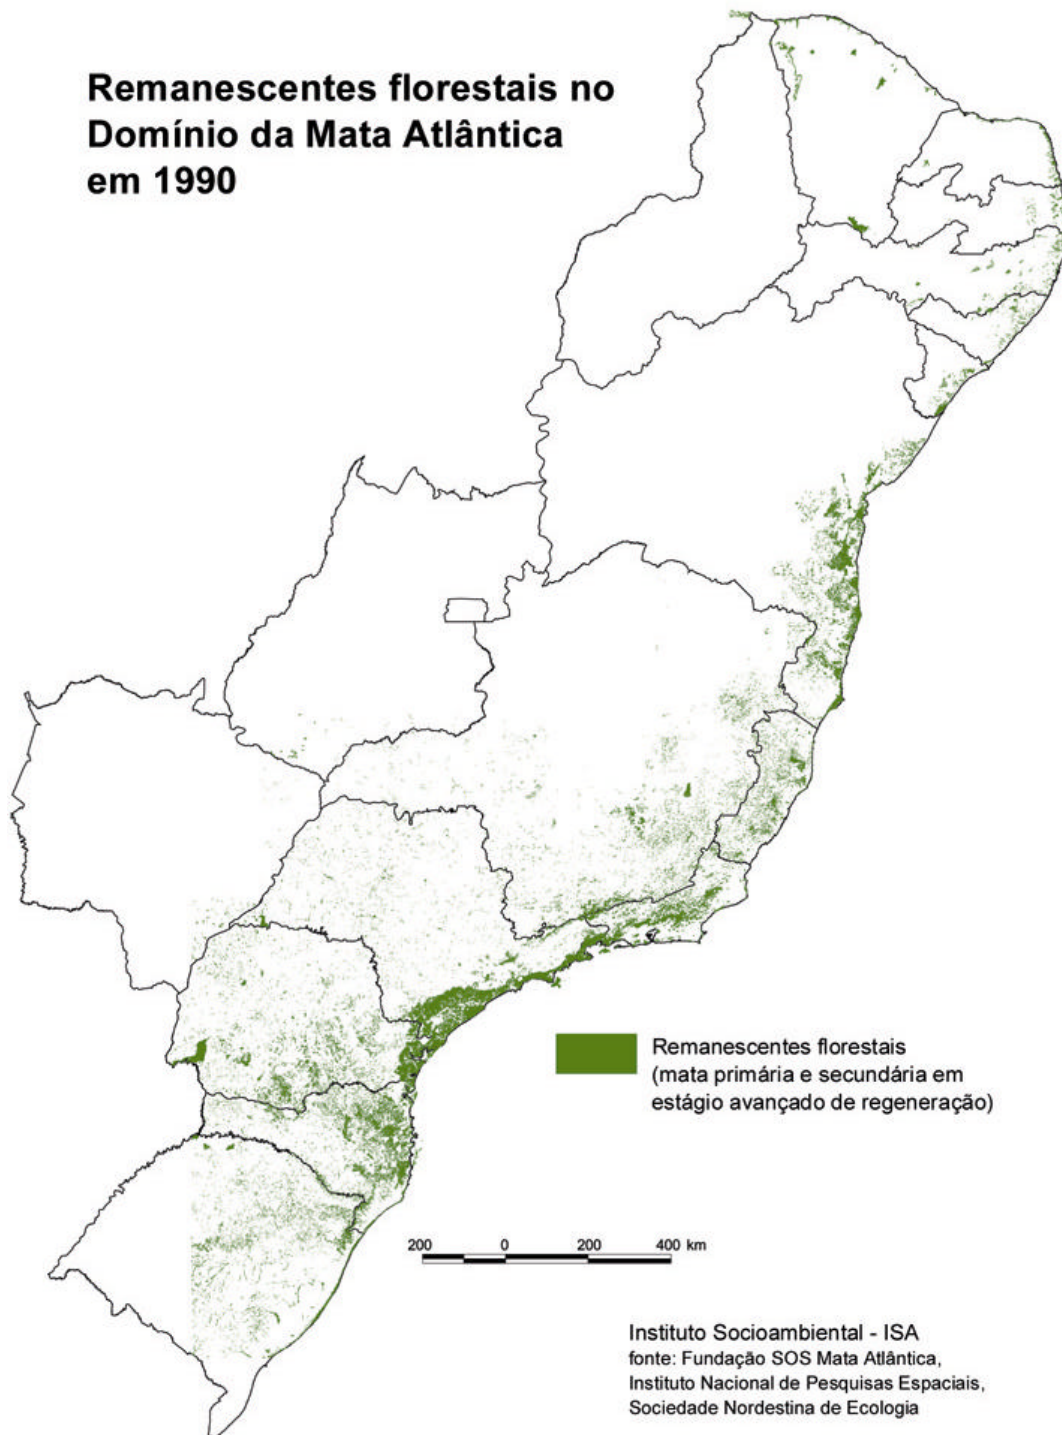 Remanescentes florestais no
Domínio da Mata Atlântica
em 1990
Remanescentes florestais
(mata primária e secundária em
estágio avançado de regeneração)
200 0 200 400 km
Instituto Socioambiental - ISA
fonte: Fundação SOS Mata Atlântica,
Instituto Nacional de Pesquisas Espaciais,
Sociedade Nordestina de Ecologia